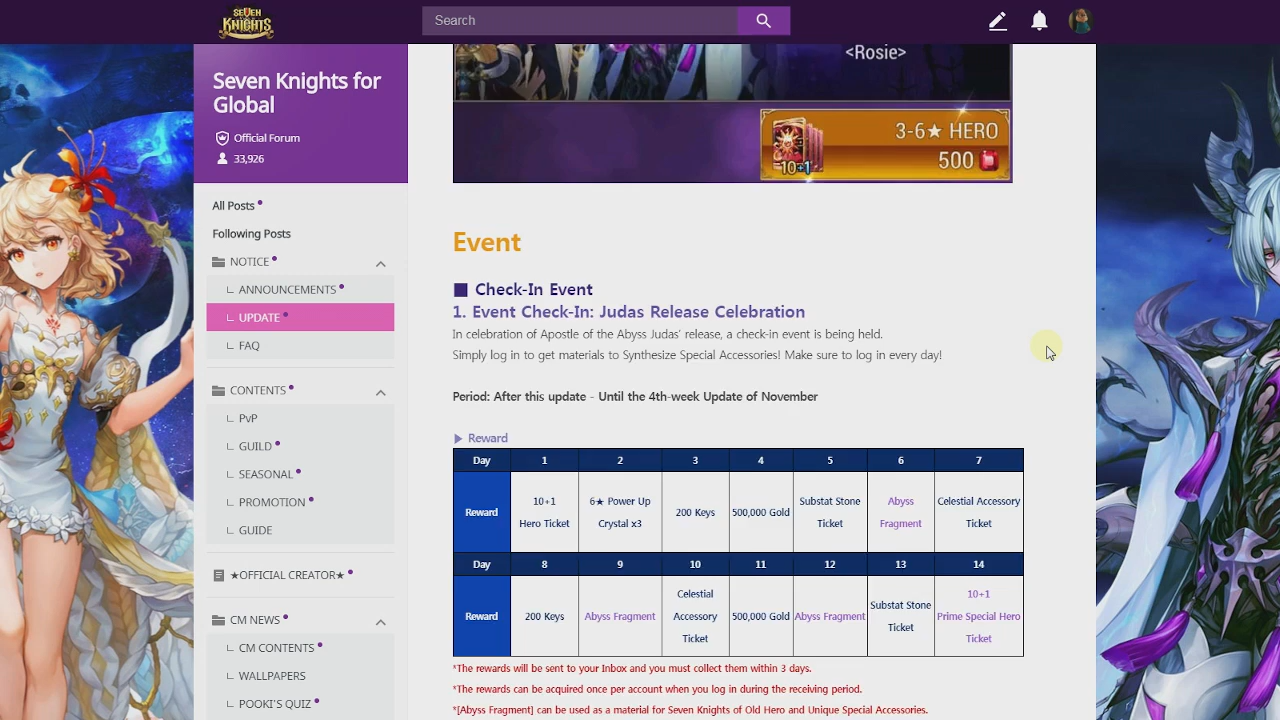 SEVEN KNIGHTS
Search
Seven Knights for
Global
Official Forum
33,926
All Posts
Following Posts
NOTICE
ANNOUNCEMENTS
UPDATE
FAQ
CONTENTS
PvP
GUILD
SEASONAL
PROMOTION
GUIDE
★OFFICIAL CREATOR★
CM NEWS
CM CONTENTS
WALLPAPERS
POOKI'S QUIZ
<Rosie>
10+1
3-6★ HERO
500
Event
■ Check-In Event
1. Event Check-In: Judas Release Celebration
In celebration of Apostle of the Abyss Judas' release, a check-in event is being held.
Simply log in to get materials to Synthesize Special Accessories! Make sure to log in every day!
Period: After this update - Until the 4th-week Update of November
▶ Reward
Day 1 2 3 4 5 6 7
Reward 10+1 Hero Ticket 6★ Power Up Crystal x3 200 Keys 500,000 Gold Substat Stone Ticket Abyss Fragment Celestial Accessory Ticket
Day 8 9 10 11 12 13 14
Reward 200 Keys Abyss Fragment Celestial Accessory Ticket 500,000 Gold Abyss Fragment Substat Stone Ticket 10+1 Prime Special Hero Ticket
*The rewards will be sent to your Inbox and you must collect them within 3 days.
*The rewards can be acquired once per account when you log in during the receiving period.
*[Abyss Fragment] can be used as a material for Seven Knights of Old Hero and Unique Special Accessories.